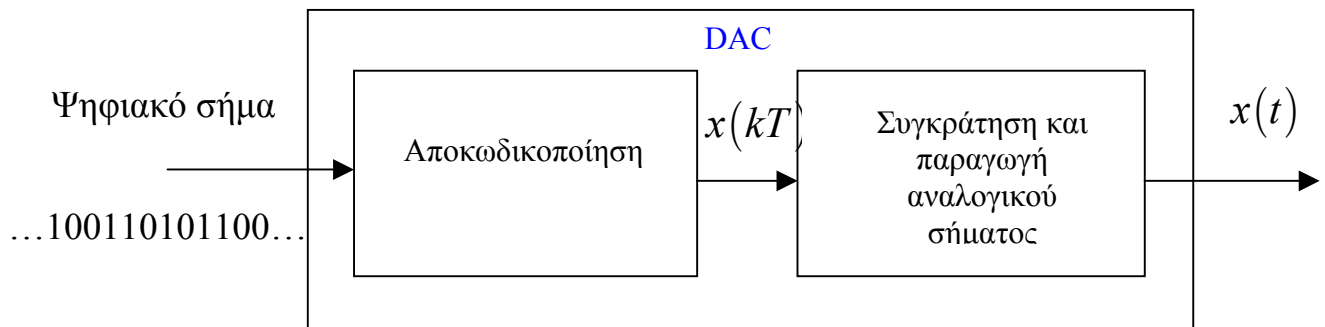 DAC
Ψηφιακό σήμα
…100110101100…
Αποκωδικοποίηση
x(kT)
Συγκράτηση και
παραγωγή
αναλογικού
σήματος
x(t)